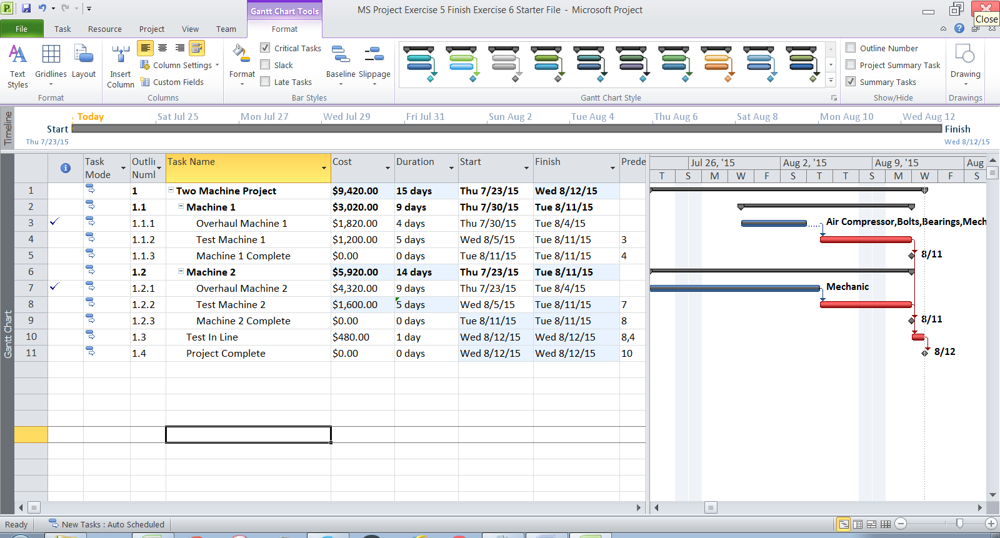 Gantt Chart Tools
MS Project Exercise 5 Finish Exercise 6 Starter File - Microsoft Project
Close
File Task Resource Project View Team Format
Text Styles
Gridlines
Layout
Format
Insert Column
Column Settings
Custom Fields
Columns
Format
Critical Tasks
Slack
Late Tasks
Bar Styles
Baseline
Slippage
Gantt Chart Style
Outline Number
Project Summary Task
Summary Tasks
Show/Hide
Drawing
Drawings
Timeline
Today Sat Jul 25 Mon Jul 27 Wed Jul 29 Fri Jul 31 Sun Aug 2 Tue Aug 4 Thu Aug 6 Sat Aug 8 Mon Aug 10 Wed Aug 12
Start Finish
Thu 7/23/15 Wed 8/12/15
Gantt Chart
Task Mode Outli Numl Task Name Cost Duration Start Finish Prede
Jul 26, '15 Aug 2, '15 Aug 9, '15 Aug
T S M W F S T T S M W F S
1 1 Two Machine Project $9,420.00 15 days Thu 7/23/15 Wed 8/12/15
2 1.1 Machine 1 $3,020.00 9 days Thu 7/30/15 Tue 8/11/15
3 1.1.1 Overhaul Machine 1 $1,820.00 4 days Thu 7/30/15 Tue 8/4/15 Air Compressor,Bolts,Bearings,Mech
4 1.1.2 Test Machine 1 $1,200.00 5 days Wed 8/5/15 Tue 8/11/15 3
5 1.1.3 Machine 1 Complete $0.00 0 days Tue 8/11/15 Tue 8/11/15 4 8/11
6 1.2 Machine 2 $5,920.00 14 days Thu 7/23/15 Tue 8/11/15
7 1.2.1 Overhaul Machine 2 $4,320.00 9 days Thu 7/23/15 Tue 8/4/15 Mechanic
8 1.2.2 Test Machine 2 $1,600.00 5 days Wed 8/5/15 Tue 8/11/15 7
9 1.2.3 Machine 2 Complete $0.00 0 days Tue 8/11/15 Tue 8/11/15 8 8/11
10 1.3 Test In Line $480.00 1 day Wed 8/12/15 Wed 8/12/15 8,4
11 1.4 Project Complete $0.00 0 days Wed 8/12/15 Wed 8/12/15 10 8/12
Ready New Tasks : Auto Scheduled